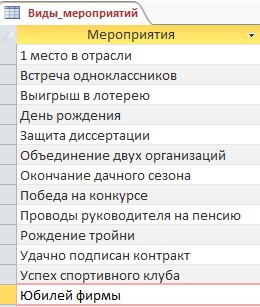 Виды_мероприятий
Мероприятия
1 место в отрасли
Встреча одноклассников
Выигрыш в лотерею
День рождения
Защита диссертации
Объединение двух организаций
Окончание дачного сезона
Победа на конкурсе
Проводы руководителя на пенсию
Рождение тройни
Удачно подписан контракт
Успех спортивного клуба
Юбилей фирмы